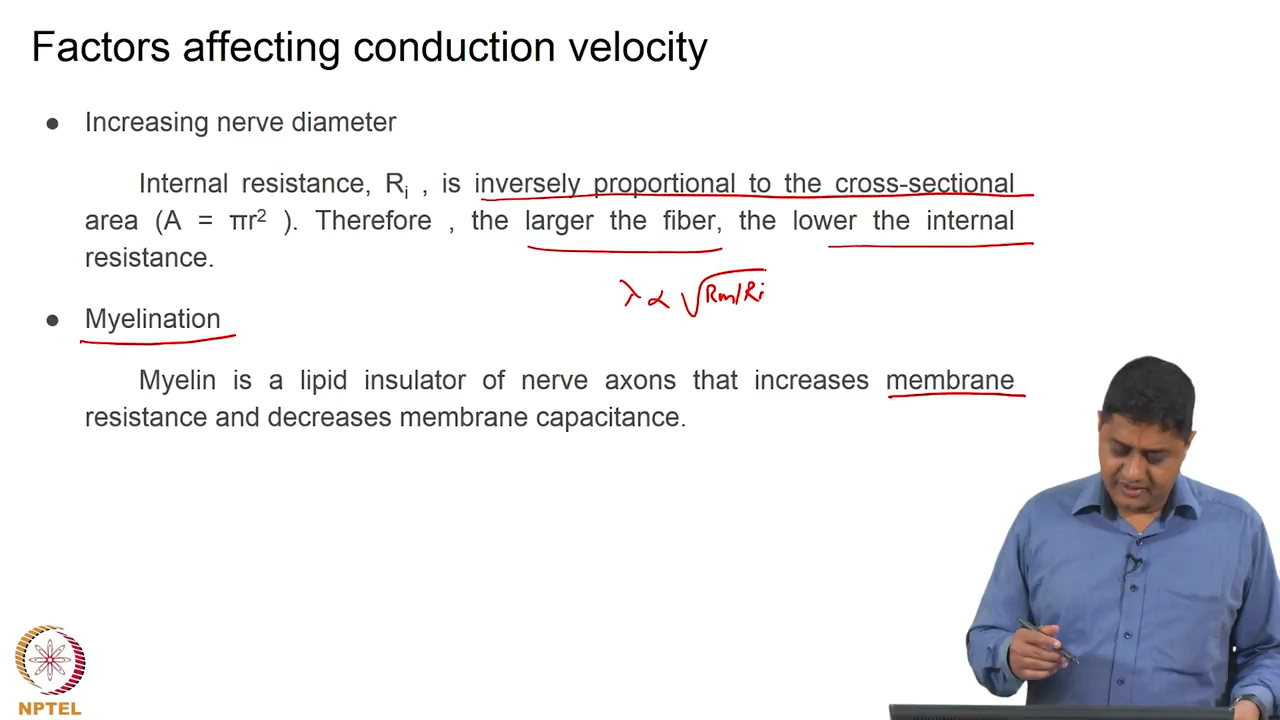 Factors affecting conduction velocity
● Increasing nerve diameter
Internal resistance, Rᵢ , is inversely proportional to the cross-sectional
area (A = πr² ). Therefore , the larger the fiber, the lower the internal
resistance.
λ ∝ √Rm/Ri
● Myelination
Myelin is a lipid insulator of nerve axons that increases membrane
resistance and decreases membrane capacitance.
NPTEL